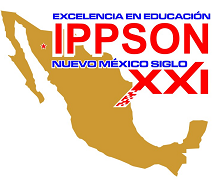 EXCELENCIA EN EDUCACIÓN
IPPSON
NUEVO MÉXICO SIGLO
XXI